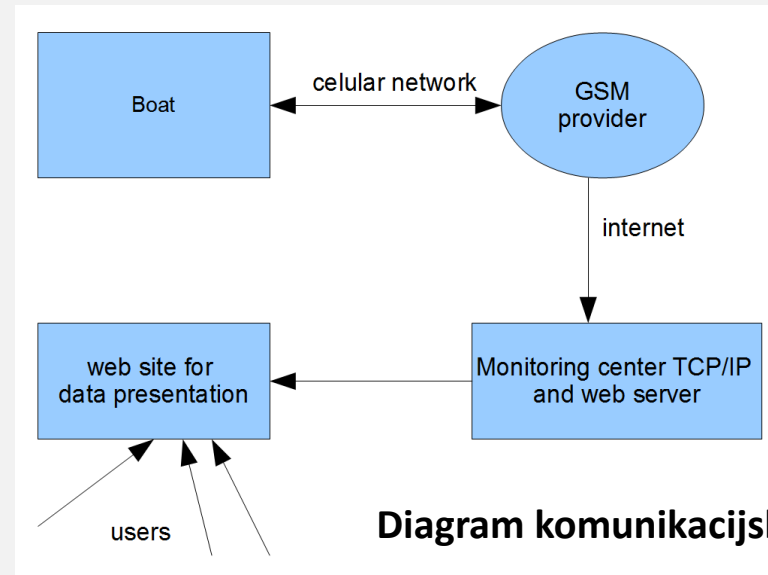 Boat
celular network
GSM
provider
internet
web site for
data presentation
Monitoring center TCP/IP
and web server
users
Diagram